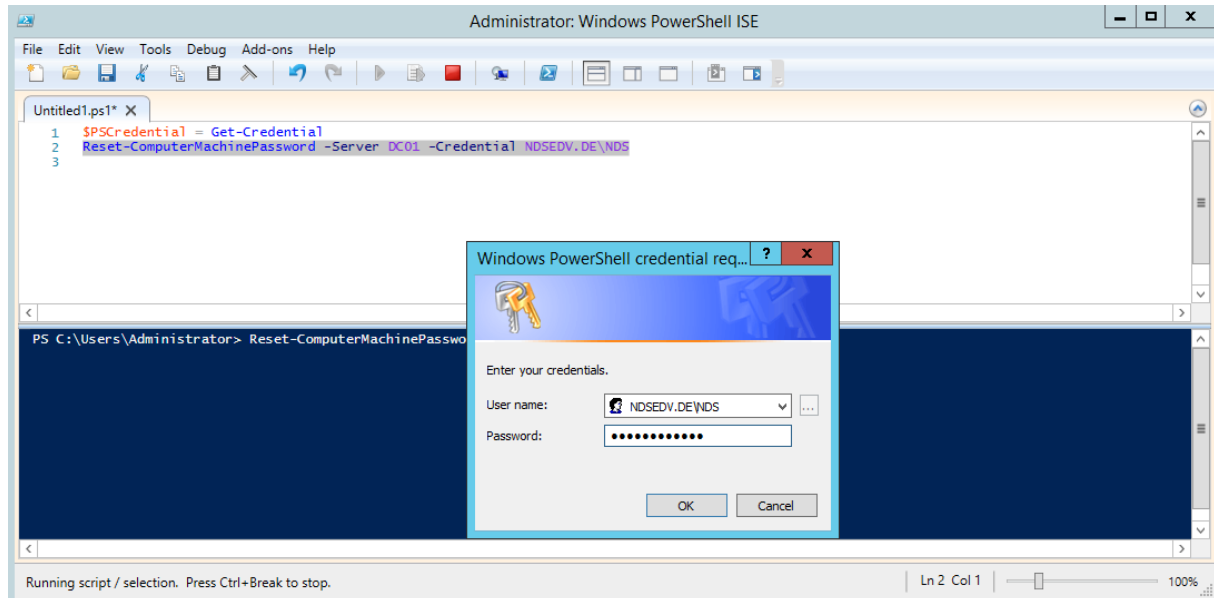 Administrator: Windows PowerShell ISE
File Edit View Tools Debug Add-ons Help
Untitled1.ps1* X
1 $PSCredential = Get-Credential
2 Reset-ComputerMachinePassword -Server DC01 -Credential NDSEDV.DE\NDS
3
Windows PowerShell credential req... ? x
PS C:\Users\Administrator> Reset-ComputerMachinePasswo
Enter your credentials.
User name: NDSEDV.DE\NDS ...
Password: ●●●●●●●●●●●●
OK Cancel
Running script / selection. Press Ctrl+Break to stop. Ln 2 Col 1 100%